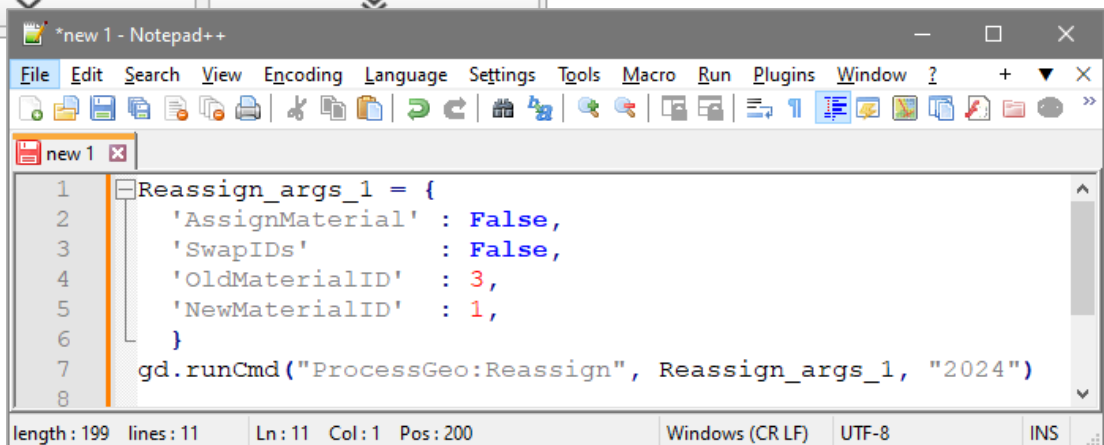 *new 1 - Notepad++
File Edit Search View Encoding Language Settings Tools Macro Run Plugins Window ? + ▼ ×
new 1
1 Reassign_args_1 = {
2 'AssignMaterial' : False,
3 'SwapIDs' : False,
4 'OldMaterialID' : 3,
5 'NewMaterialID' : 1,
6 }
7 gd.runCmd("ProcessGeo:Reassign", Reassign_args_1, "2024")
8
length : 199 lines : 11 Ln : 11 Col : 1 Pos : 200 Windows (CR LF) UTF-8 INS